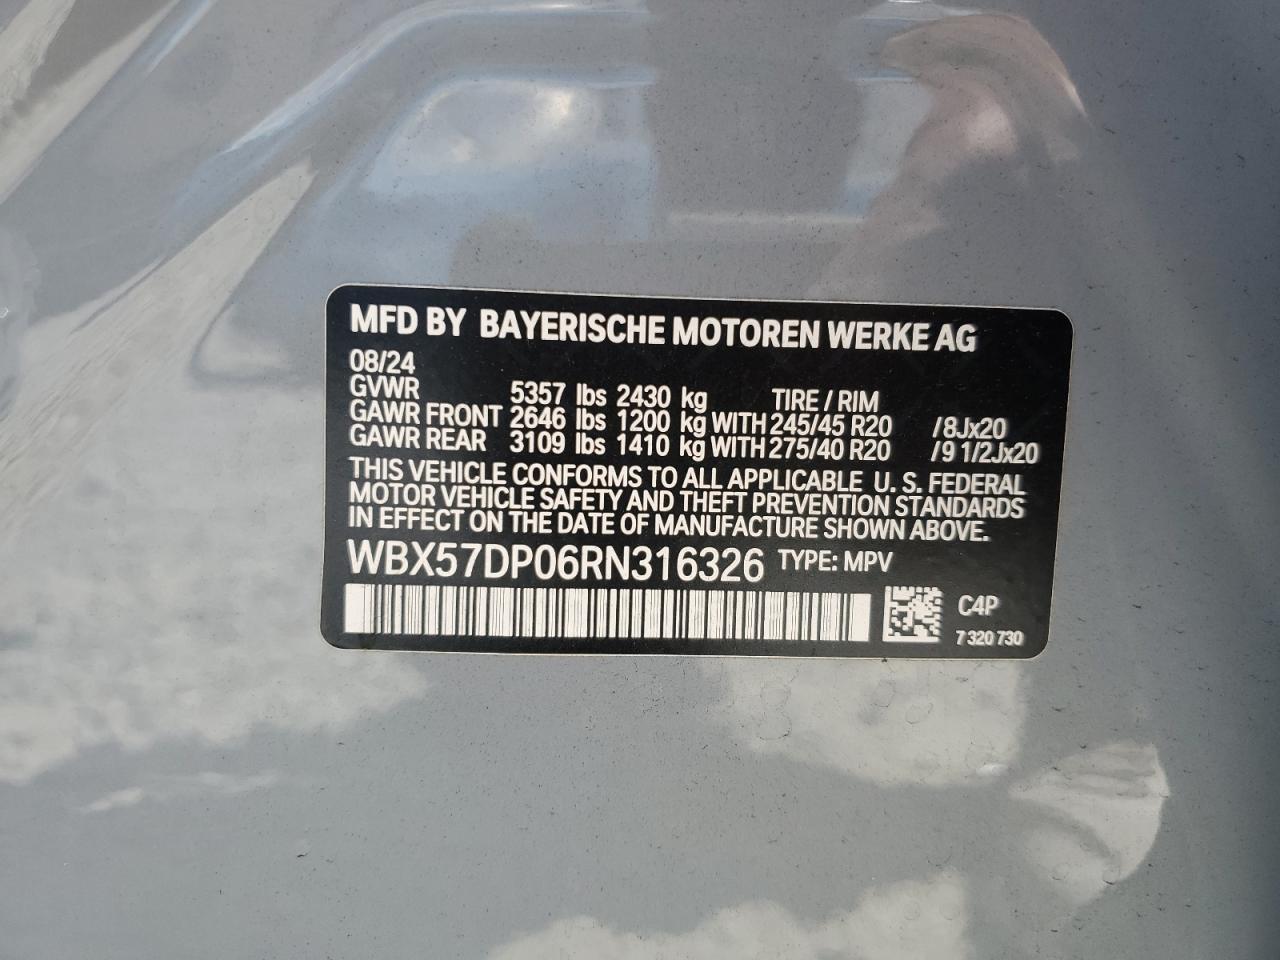 MFD BY BAYERISCHE MOTOREN WERKE AG
08/24
GVWR 5357 lbs 2430 kg TIRE / RIM
GAWR FRONT 2646 lbs 1200 kg WITH 245/45 R20 /8Jx20
GAWR REAR 3109 lbs 1410 kg WITH 275/40 R20 /9 1/2Jx20
THIS VEHICLE CONFORMS TO ALL APPLICABLE U. S. FEDERAL
MOTOR VEHICLE SAFETY AND THEFT PREVENTION STANDARDS
IN EFFECT ON THE DATE OF MANUFACTURE SHOWN ABOVE.
WBX57DP06RN316326 TYPE: MPV
C4P
7 320 730